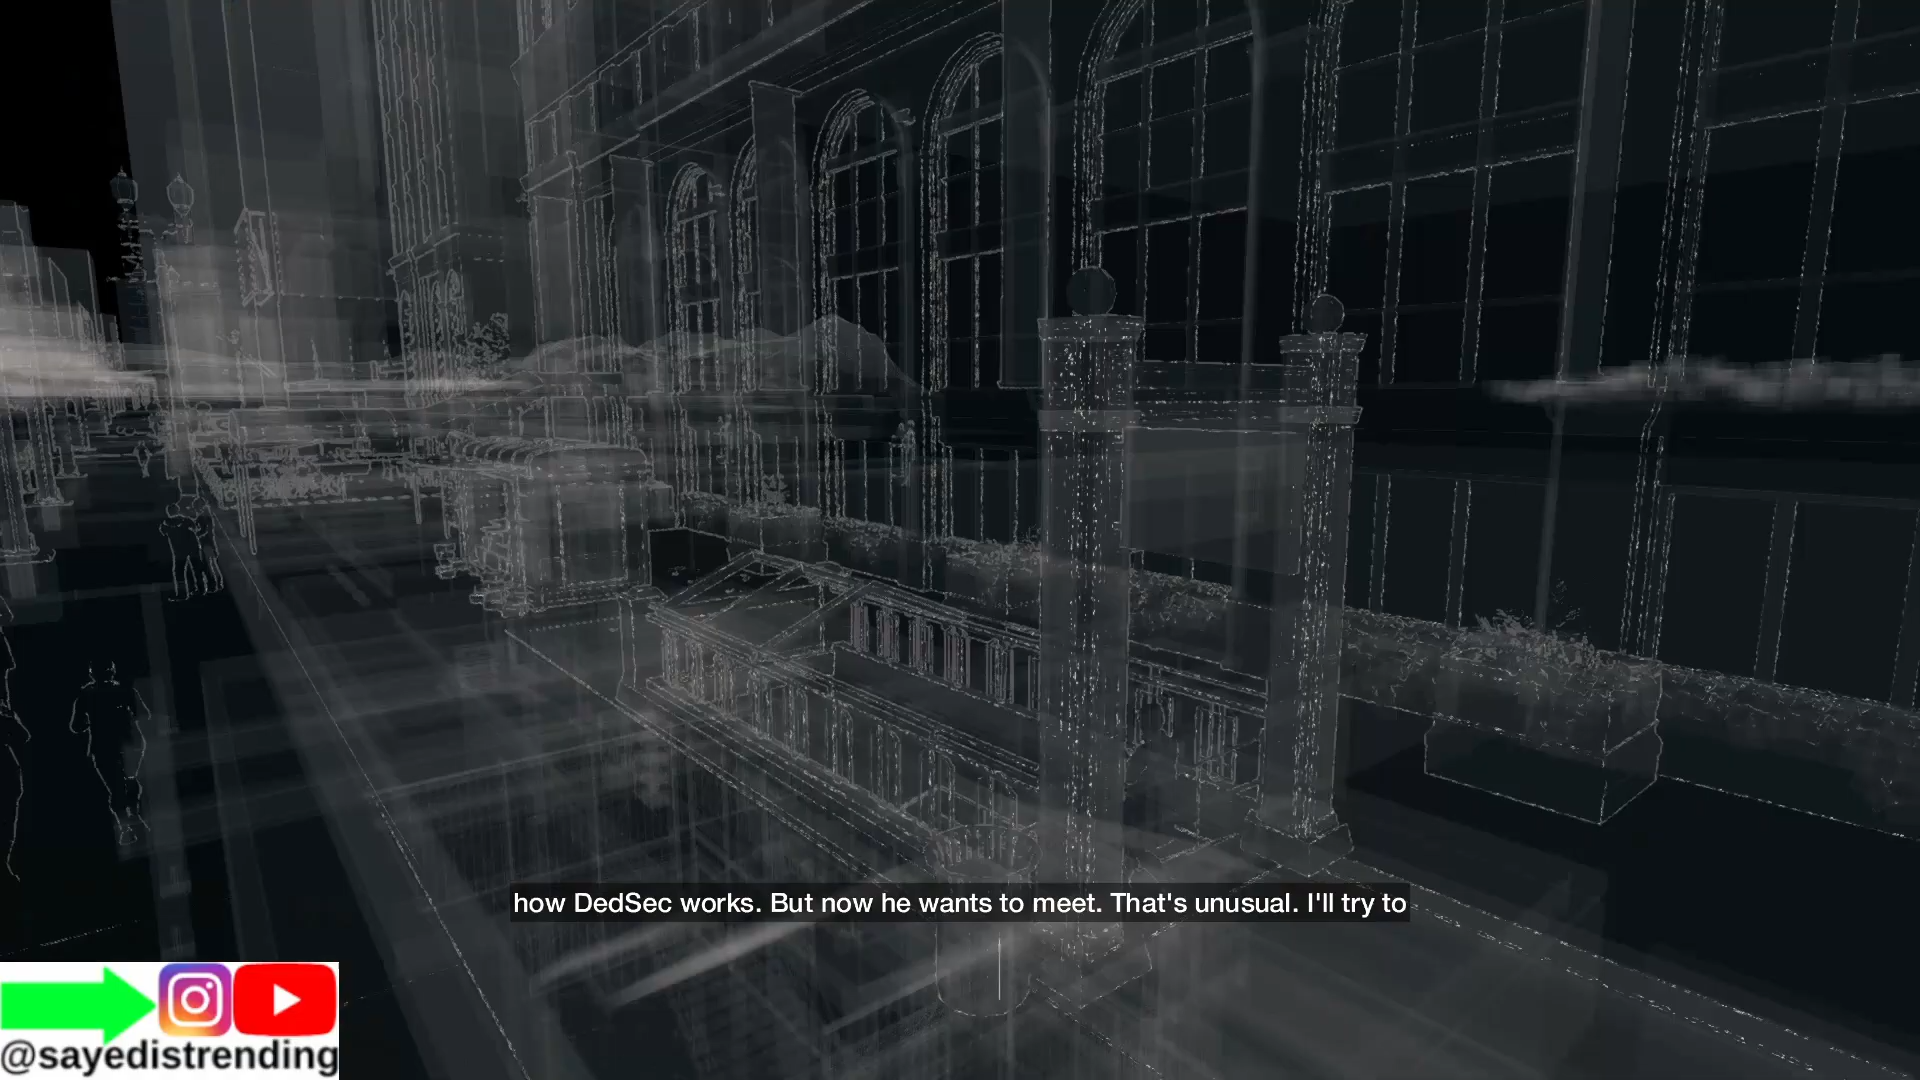 how DedSec works. But now he wants to meet. That's unusual. I'll try to
@sayedistrending